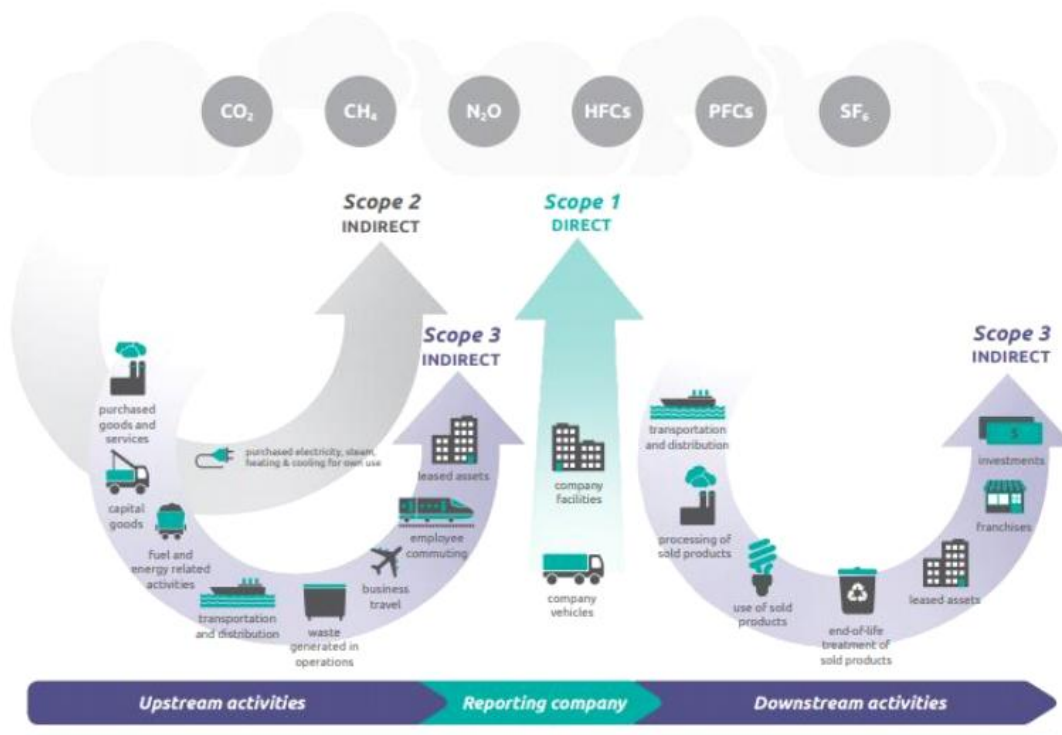 CO₂
CH₄
N₂O
HFCs
PFCs
SF₆
Scope 2
INDIRECT
Scope 1
DIRECT
Scope 3
INDIRECT
Scope 3
INDIRECT
purchased
goods and
services
capital
goods
fuel and
energy related
activities
transportation
and distribution
waste
generated in
operations
business
travel
employee
commuting
leased assets
purchased electricity, steam,
heating & cooling for own use
company
facilities
company
vehicles
transportation
and distribution
processing of
sold products
use of sold
products
end-of-life
treatment of
sold products
leased assets
franchises
$
investments
Upstream activities
Reporting company
Downstream activities